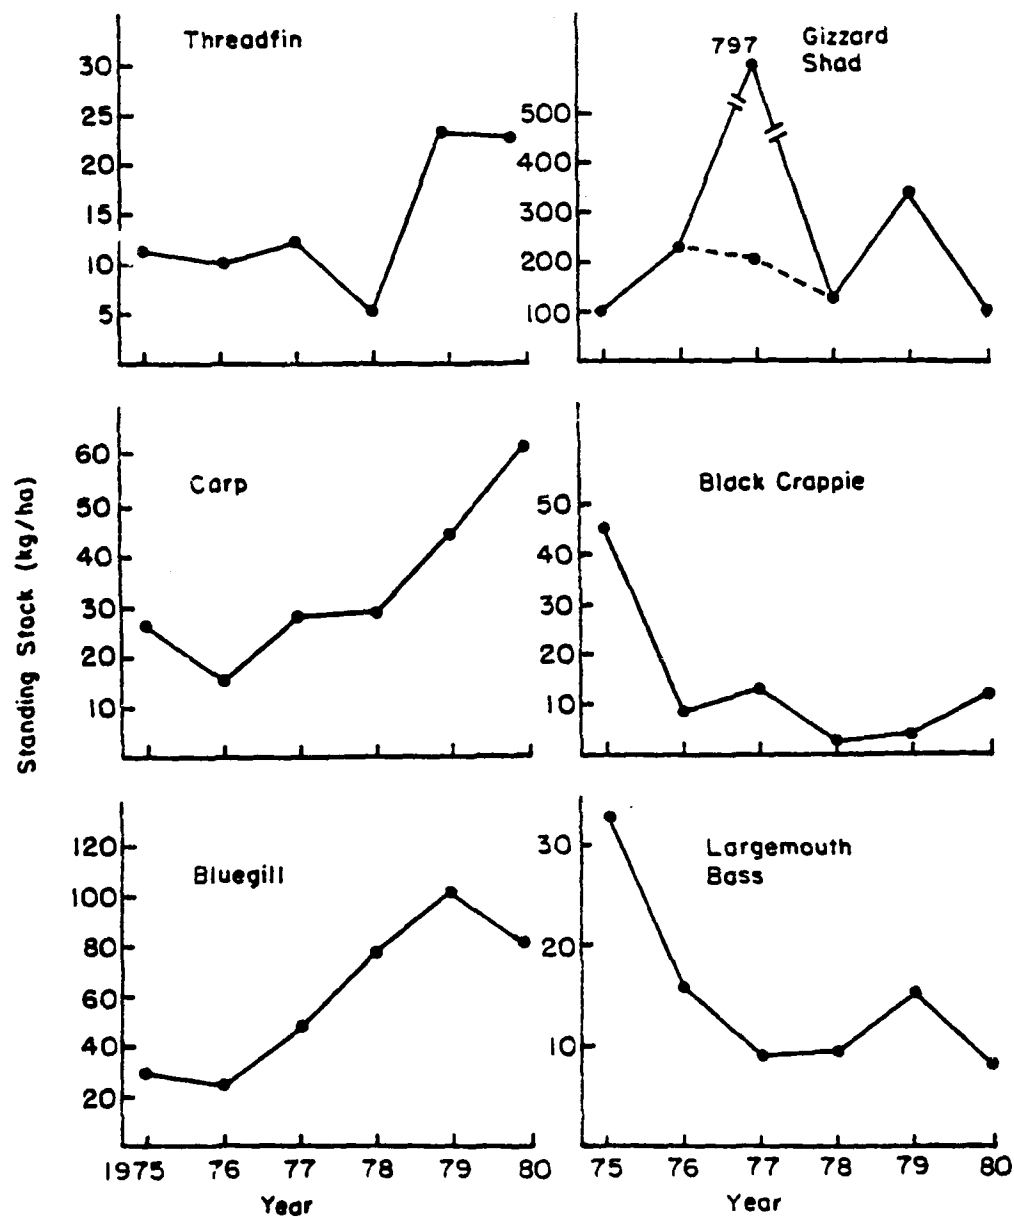 Threadfin
30
25
20
15
10
5
797
Gizzard
Shad
500
400
300
200
100
Standing Stock (kg/ha)
Carp
60
50
40
30
20
10
Black Crappie
50
40
30
20
10
Bluegill
120
100
80
60
40
20
1975 76 77 78 79 80
Year
Largemouth
Bass
30
20
10
75 76 77 78 79 80
Year